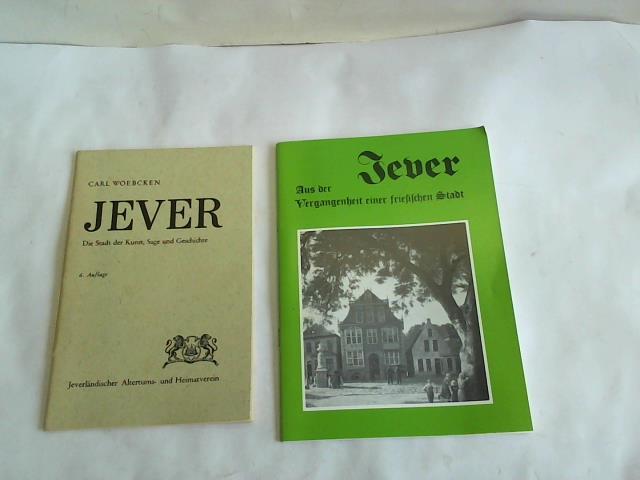 CARL WOEBCKEN
JEVER
Die Stadt der Kunst, Sage und Geschichte
6. Auflage
Jeverländischer Altertums- und Heimatverein
Jever
Aus der
Vergangenheit einer friesischen Stadt